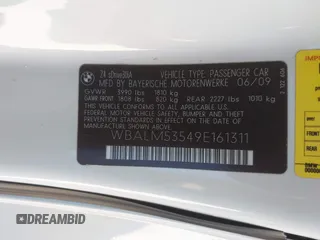 Z4 sDrive30iA VEHICLE TYPE: PASSENGER CAR
MFD BY BAYERISCHE MOTORENWERKE 06/09
GVWR 3990 lbs 1810 kg
GAWR FRONT 1808 lbs 820 kg REAR 2227 lbs 1010 kg
THIS VEHICLE CONFORMS TO ALL APPLICABLE
FEDERAL MOTOR VEHICLE SAFETY, BUMPER AND THEFT
PREVENTION STANDARDS IN EFFECT ON THE DATE OF
MANUFACTURE SHOWN ABOVE
WBALM53549E161311